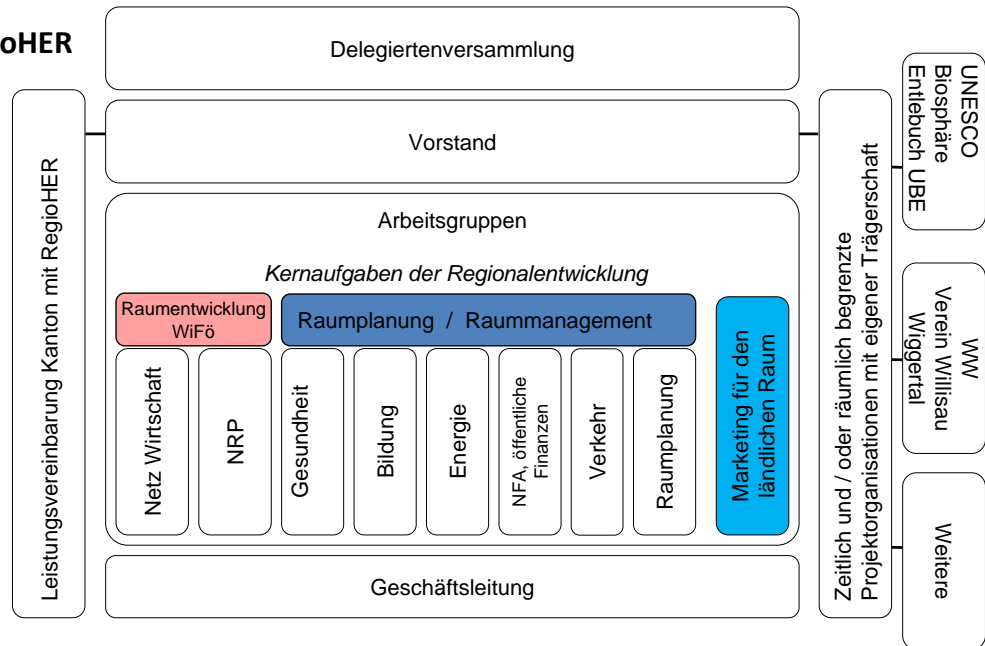 oHER
Delegiertenversammlung
Leistungsvereinbarung Kanton mit RegioHER
Vorstand
Arbeitsgruppen
Kernaufgaben der Regionalentwicklung
Raumentwicklung
WiFö
Raumplanung / Raummanagement
Netz Wirtschaft
NRP
Gesundheit
Bildung
Energie
NFA, öffentliche
Finanzen
Verkehr
Raumplanung
Marketing für den
ländlichen Raum
Geschäftsleitung
Zeitlich und / oder räumlich begrenzte
Projektorganisationen mit eigener Trägerschaft
UNESCO
Biosphäre
Entlebuch UBE
WW
Verein Willisau
Wiggertal
Weitere